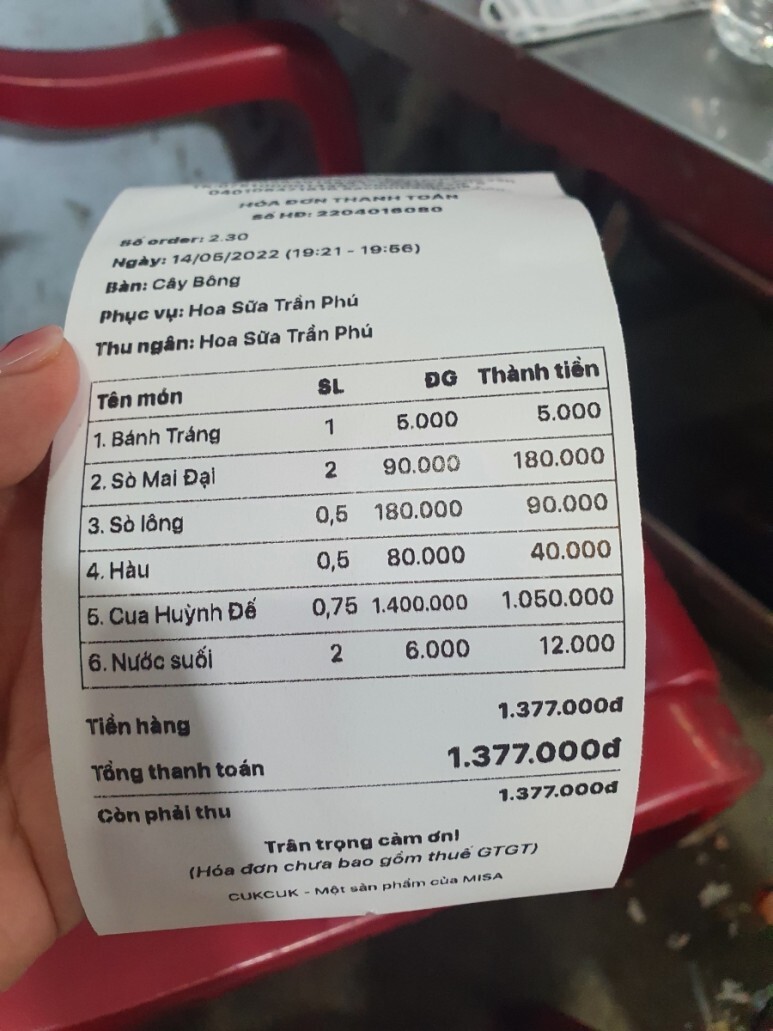 HÓA ĐƠN THANH TOÁN
Số HĐ: 2204016080
Số order: 2.30
Ngày: 14/05/2022 (19:21 - 19:56)
Bàn: Cây Bông
Phục vụ: Hoa Sữa Trần Phú
Thu ngân: Hoa Sữa Trần Phú
Tên món SL ĐG Thành tiền
1. Bánh Tráng 1 5.000 5.000
2. Sò Mai Đại 2 90.000 180.000
3. Sò lông 0,5 180.000 90.000
4. Hàu 0,5 80.000 40.000
5. Cua Huỳnh Đế 0,75 1.400.000 1.050.000
6. Nước suối 2 6.000 12.000
Tiền hàng 1.377.000đ
Tổng thanh toán 1.377.000đ
Còn phải thu 1.377.000đ
Trân trọng cảm ơn!
(Hóa đơn chưa bao gồm thuế GTGT)
CUKCUK - Một sản phẩm của MISA